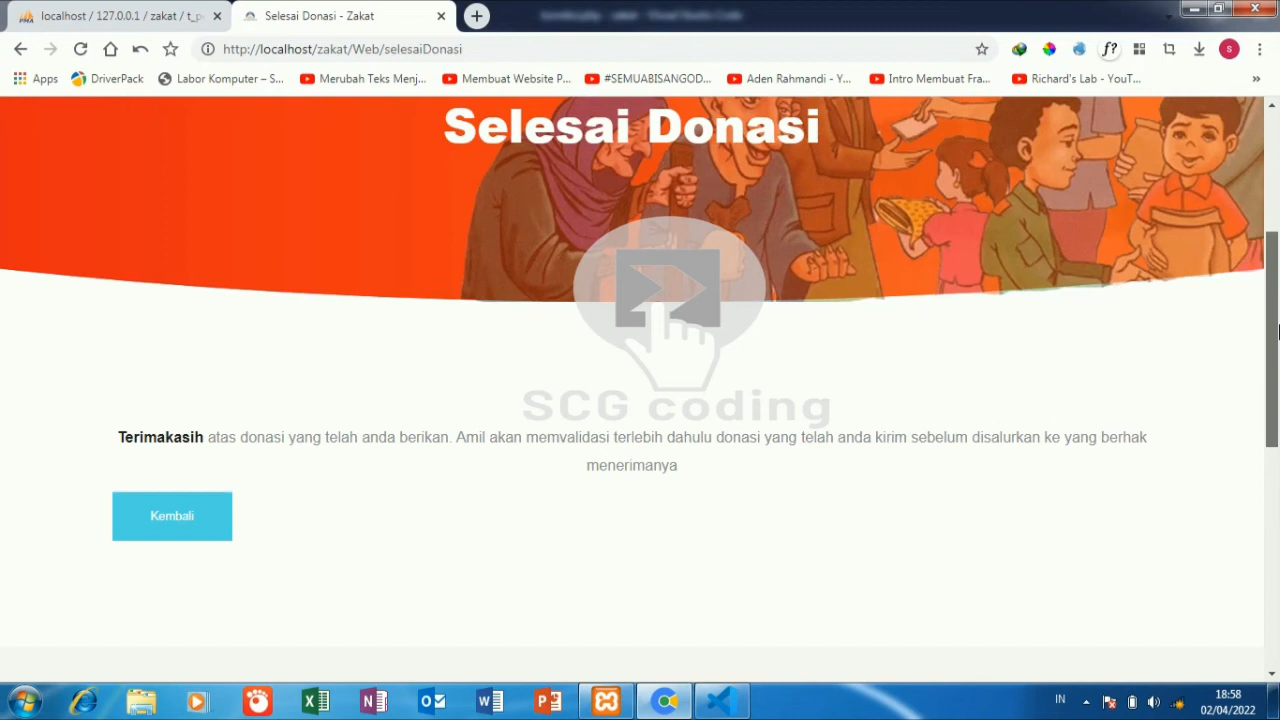 localhost / 127.0.0.1 / zakat / t_p
Selesai Donasi - Zakat
http://localhost/zakat/Web/selesaiDonasi
f?
S
Apps
DriverPack
Labor Komputer – S...
Merubah Teks Menj...
Membuat Website P...
#SEMUABISANGOD...
Aden Rahmandi - Y...
Intro Membuat Fra...
Richard's Lab - YouT...
»
Selesai Donasi
SCG coding
Terimakasih atas donasi yang telah anda berikan. Amil akan memvalidasi terlebih dahulu donasi yang telah anda kirim sebelum disalurkan ke yang berhak
menerimanya
Kembali
IN
18:58
02/04/2022